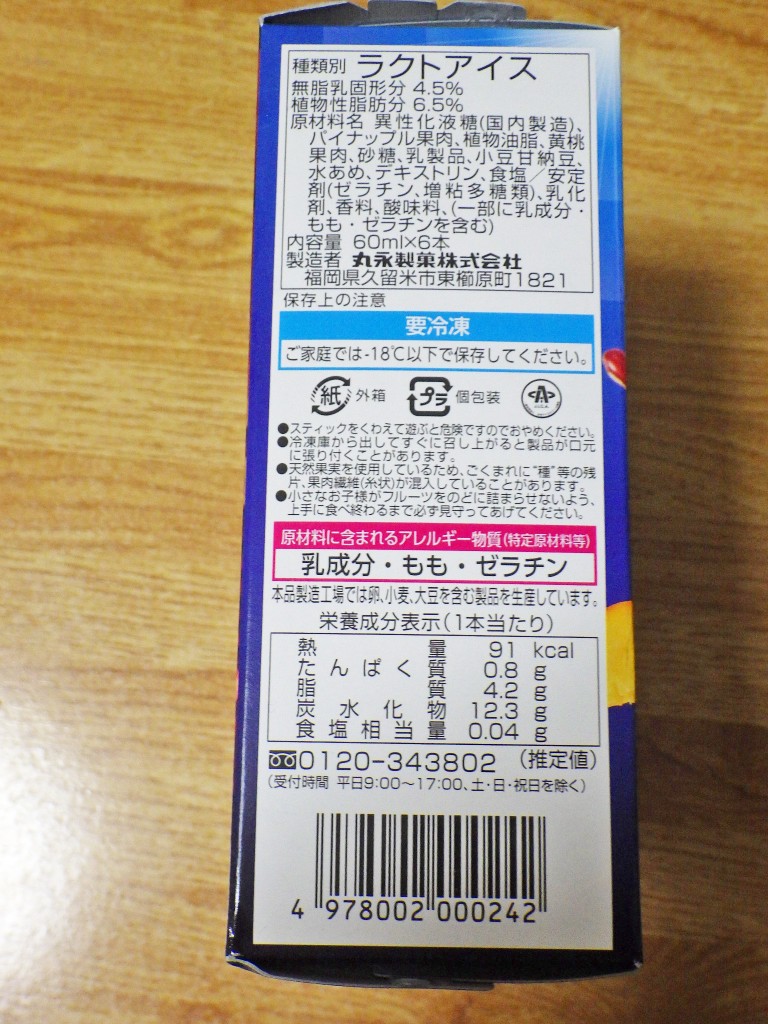 種類別 ラクトアイス
無脂乳固形分 4.5%
植物性脂肪分 6.5%
原材料名 異性化液糖(国内製造)、
パイナップル果肉、植物油脂、黄桃
果肉、砂糖、乳製品、小豆甘納豆、
水あめ、デキストリン、食塩／安定
剤(ゼラチン、増粘多糖類)、乳化
剤、香料、酸味料、(一部に乳成分・
もも・ゼラチンを含む)
内容量 60ml×6本
製造者 丸永製菓株式会社
福岡県久留米市東櫛原町1821
保存上の注意
要冷凍
ご家庭では-18℃以下で保存してください。
紙 外箱 プラ 個包装
●スティックをくわえて遊ぶと危険ですのでおやめください。
●冷凍庫から出してすぐに召し上がると製品が口元
に張り付くことがあります。
●天然果実を使用しているため、ごくまれに"種"等の残
片、果肉繊維(糸状)が混入していることがあります。
●小さなお子様がフルーツをのどに詰まらせないよう、
上手に食べ終わるまで必ず見守ってあげてください。
原材料に含まれるアレルギー物質(特定原材料等)
乳成分・もも・ゼラチン
本品製造工場では卵、小麦、大豆を含む製品を生産しています。
栄養成分表示(1本当たり)
熱量 91 kcal
たんぱく質 0.8 g
脂質 4.2 g
炭水化物 12.3 g
食塩相当量 0.04 g
0120-343802 (推定値)
(受付時間 平日9:00～17:00、土・日・祝日を除く)
4 978002 000242